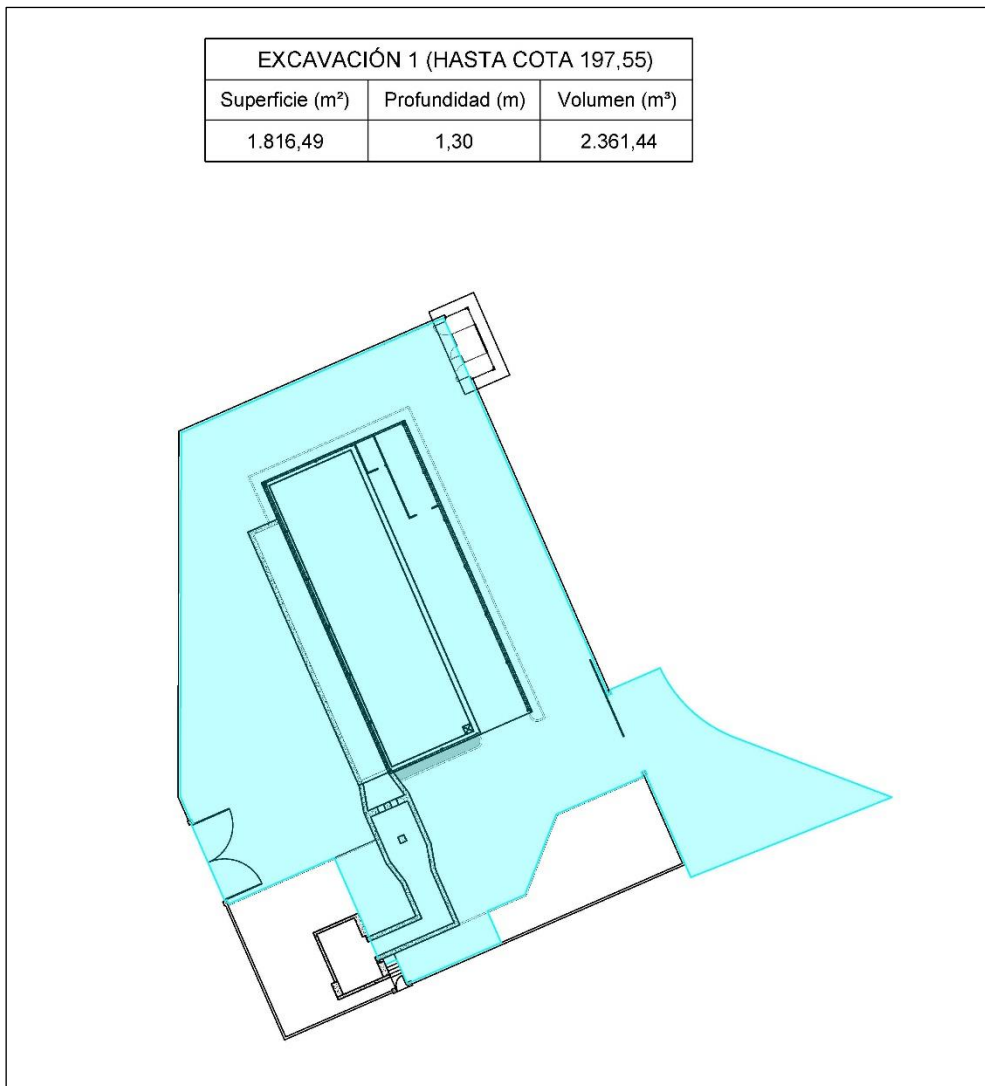 EXCAVACIÓN 1 (HASTA COTA 197,55)
Superficie (m²) Profundidad (m) Volumen (m³)
1.816,49 1,30 2.361,44